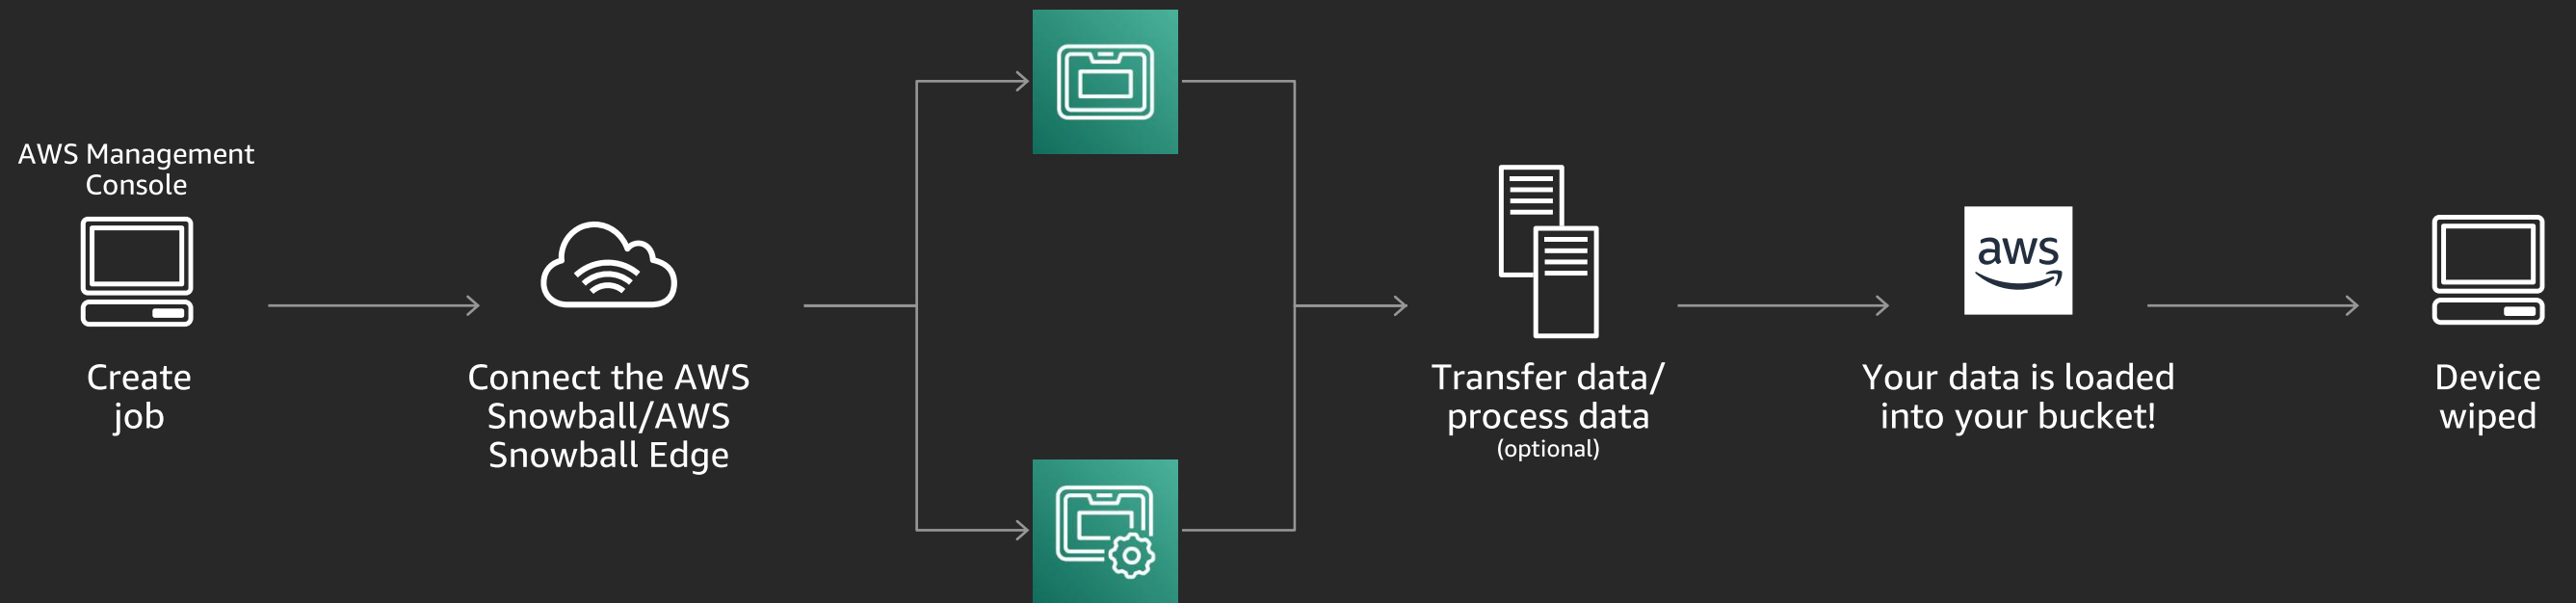 AWS Management
Console
Create
job
Connect the AWS
Snowball/AWS
Snowball Edge
Transfer data/
process data
(optional)
aws
Your data is loaded
into your bucket!
Device
wiped